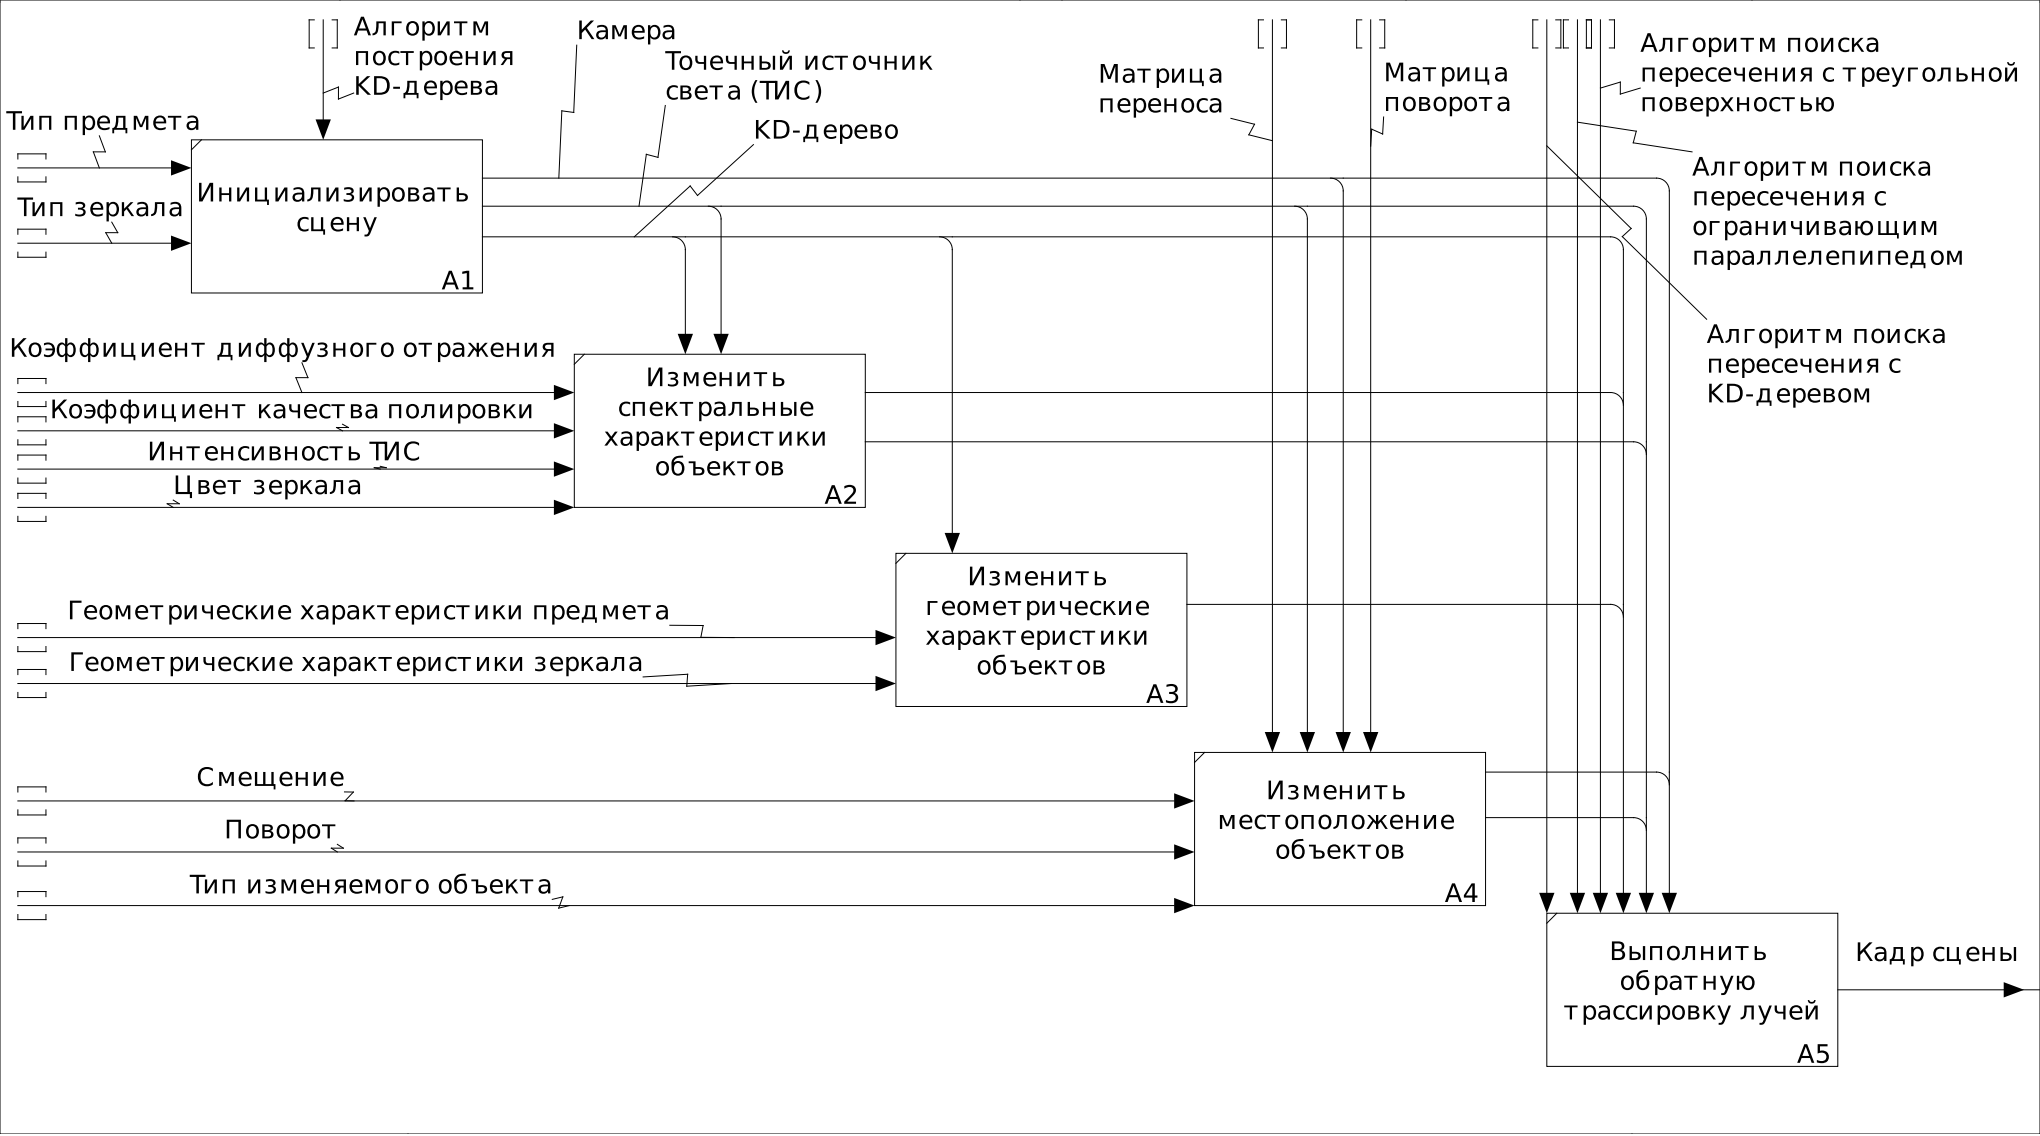 Алгоритм
построения
KD-дерева
Камера
Точечный источник
света (ТИС)
KD-дерево
Матрица
переноса
Матрица
поворота
Алгоритм поиска
пересечения с треугольной
поверхностью
Алгоритм поиска
пересечения с
ограничивающим
параллелепипедом
Алгоритм поиска
пересечения с
KD-деревом
Тип предмета
Тип зеркала
Инициализировать
сцену
A1
Коэффициент диффузного отражения
Коэффициент качества полировки
Интенсивность ТИС
Цвет зеркала
Изменить
спектральные
характеристики
объектов
A2
Геометрические характеристики предмета
Геометрические характеристики зеркала
Изменить
геометрические
характеристики
объектов
A3
Смещение
Поворот
Тип изменяемого объекта
Изменить
местоположение
объектов
A4
Выполнить
обратную
трассировку лучей
A5
Кадр сцены